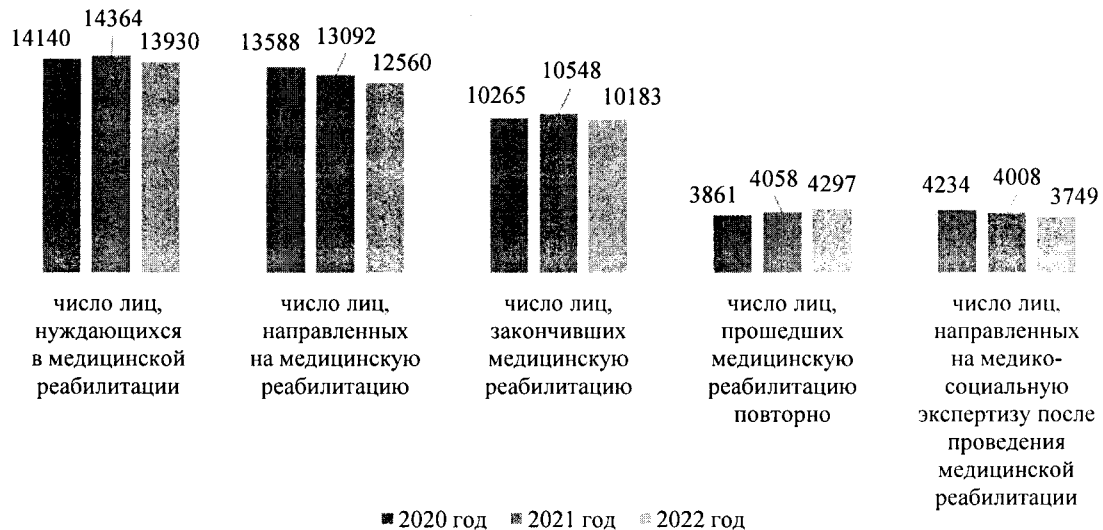 14140
14364
13930
13588
13092
12560
10265
10548
10183
3861
4058
4297
4234
4008
3749
число лиц,
нуждающихся
в медицинской
реабилитации
число лиц,
направленных
на медицинскую
реабилитацию
число лиц,
закончивших
медицинскую
реабилитацию
число лиц,
прошедших
медицинскую
реабилитацию
повторно
число лиц,
направленных
на медико-
социальную
экспертизу после
проведения
медицинской
реабилитации
2020 год 2021 год 2022 год